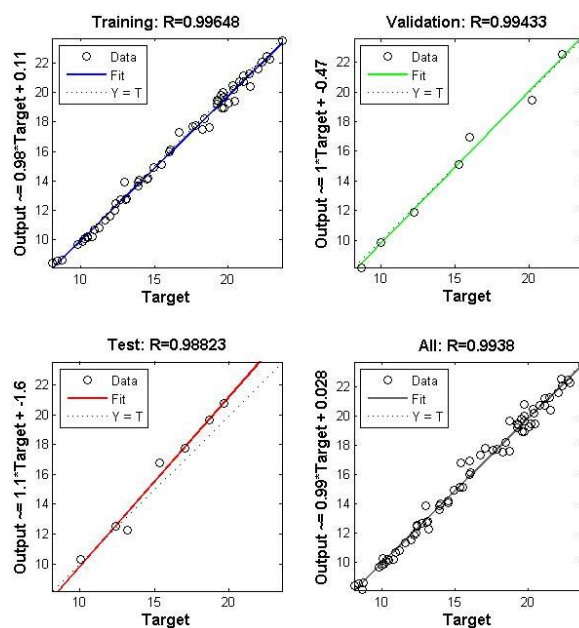 Training: R=0.99648
Output ~= 0.98*Target + 0.11
22
20
18
16
14
12
10
Data
Fit
Y = T
10
15
20
Target
Validation: R=0.99433
Output ~= 1*Target + -0.47
22
20
18
16
14
12
10
Data
Fit
Y = T
10
15
20
Target
Test: R=0.98823
Output ~= 1.1*Target + -1.6
22
20
18
16
14
12
10
Data
Fit
Y = T
10
15
20
Target
All: R=0.9938
Output ~= 0.99*Target + 0.028
22
20
18
16
14
12
10
Data
Fit
Y = T
10
15
20
Target